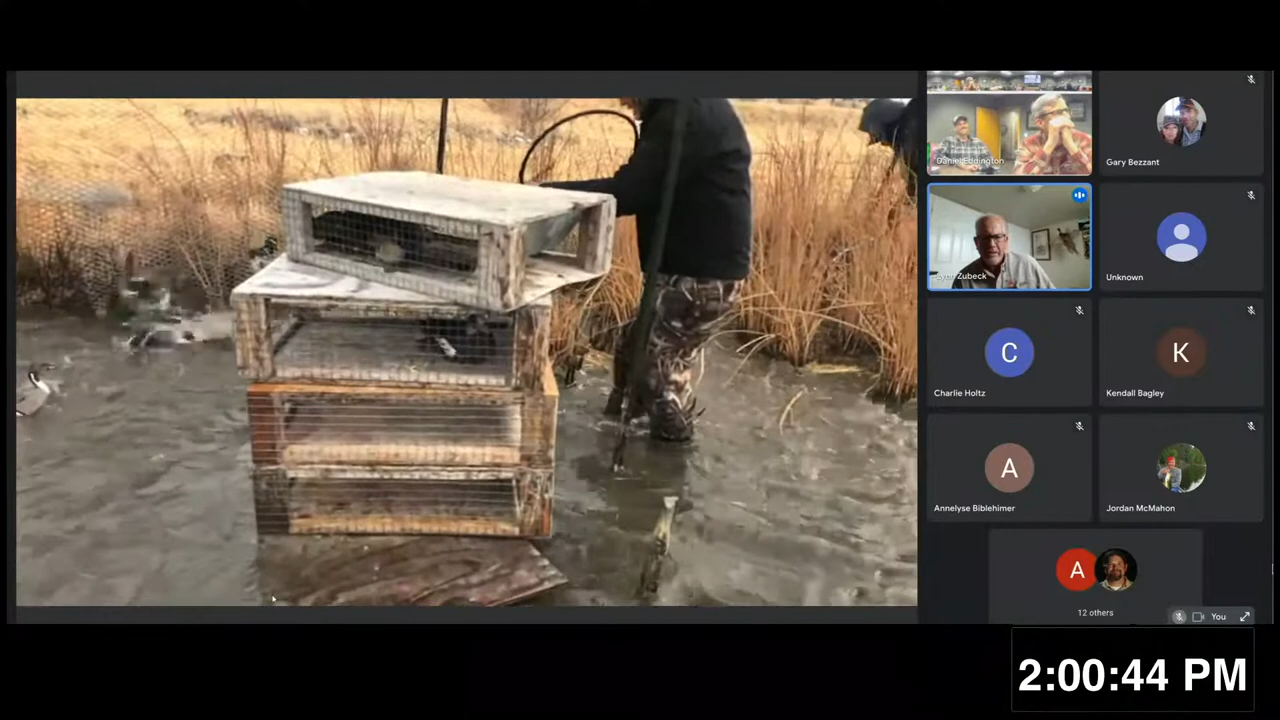 Daniel Eddington
Gary Bezzant
Lynn Zubeck
Unknown
C
Charlie Holtz
K
Kendall Bagley
A
Annelyse Biblehimer
Jordan McMahon
A
12 others
You
2:00:44 PM